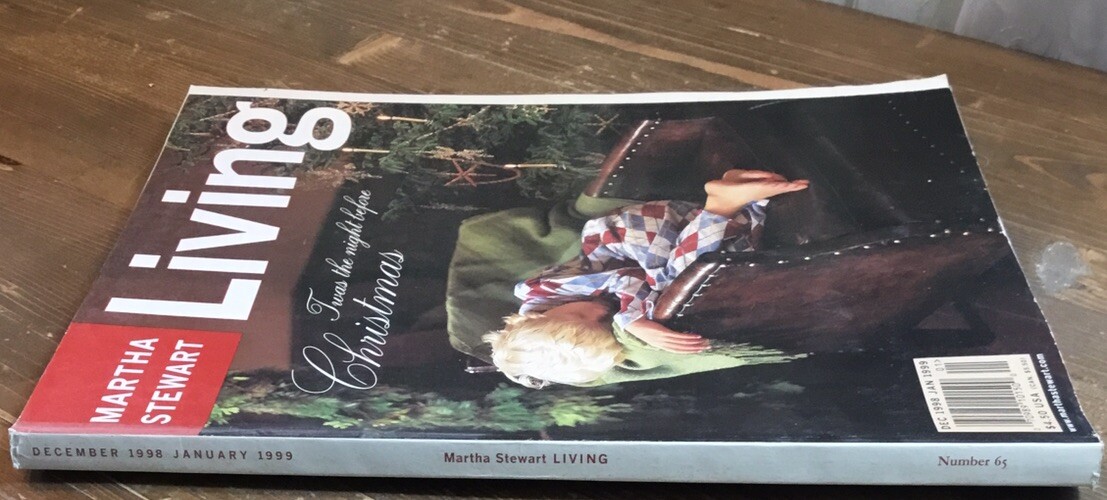 MARTHA
STEWART
Living
'Twas the night before
Christmas
DEC 1998 JAN 1999
$4.50 USA
www.marthastewart.com
DECEMBER 1998 JANUARY 1999
Martha Stewart LIVING
Number 65